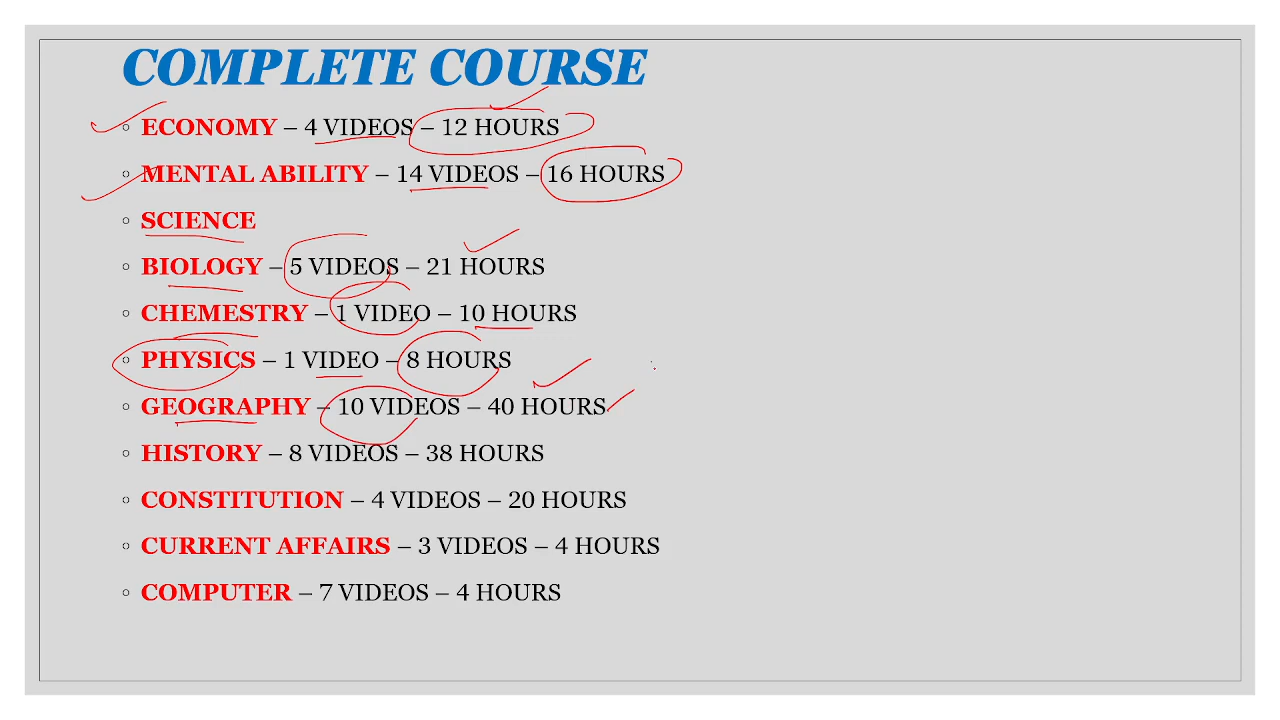 COMPLETE COURSE
ECONOMY – 4 VIDEOS – 12 HOURS
MENTAL ABILITY – 14 VIDEOS – 16 HOURS
SCIENCE
BIOLOGY – 5 VIDEOS – 21 HOURS
CHEMESTRY – 1 VIDEO – 10 HOURS
PHYSICS – 1 VIDEO – 8 HOURS
GEOGRAPHY – 10 VIDEOS – 40 HOURS
HISTORY – 8 VIDEOS – 38 HOURS
CONSTITUTION – 4 VIDEOS – 20 HOURS
CURRENT AFFAIRS – 3 VIDEOS – 4 HOURS
COMPUTER – 7 VIDEOS – 4 HOURS